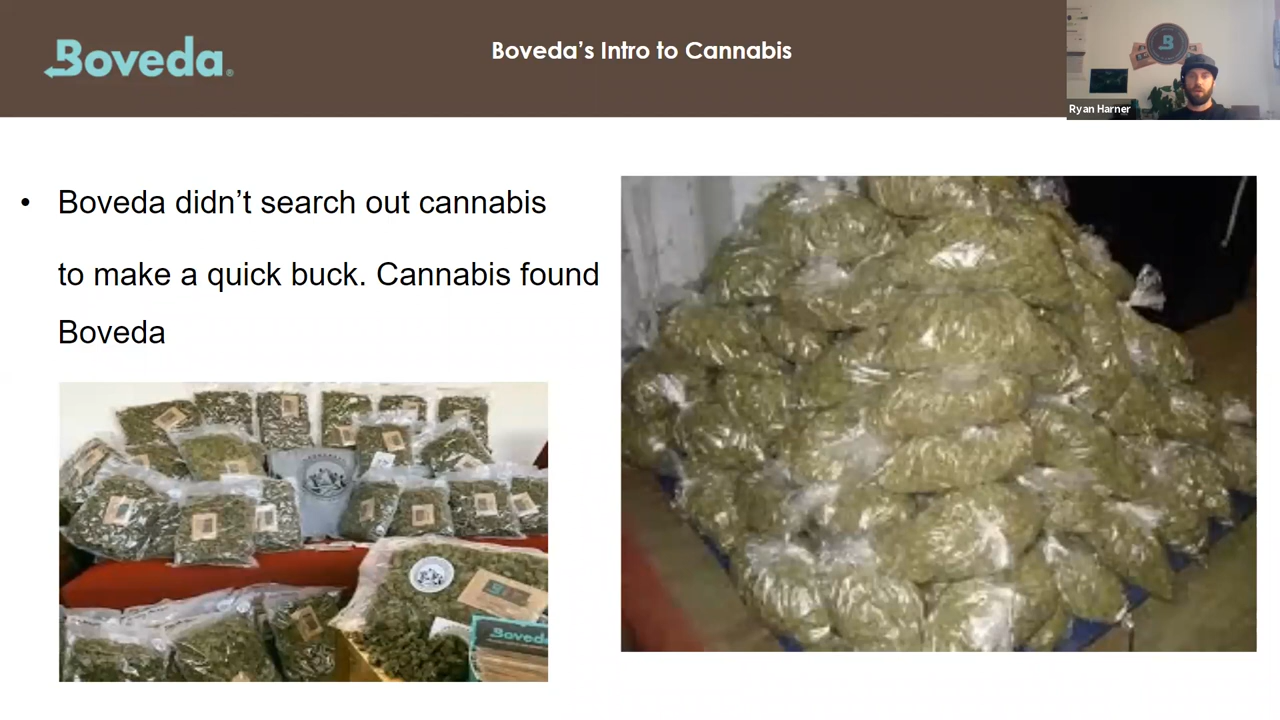 Boveda®
Boveda’s Intro to Cannabis
Ryan Harner
• Boveda didn’t search out cannabis
to make a quick buck. Cannabis found
Boveda
Boveda